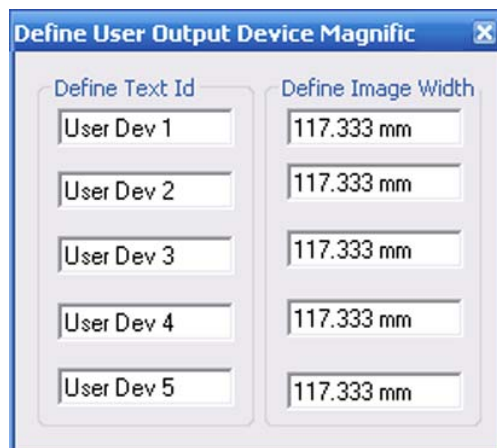 Define User Output Device Magnific
Define Text Id Define Image Width
User Dev 1 117.333 mm
User Dev 2 117.333 mm
User Dev 3 117.333 mm
User Dev 4 117.333 mm
User Dev 5 117.333 mm